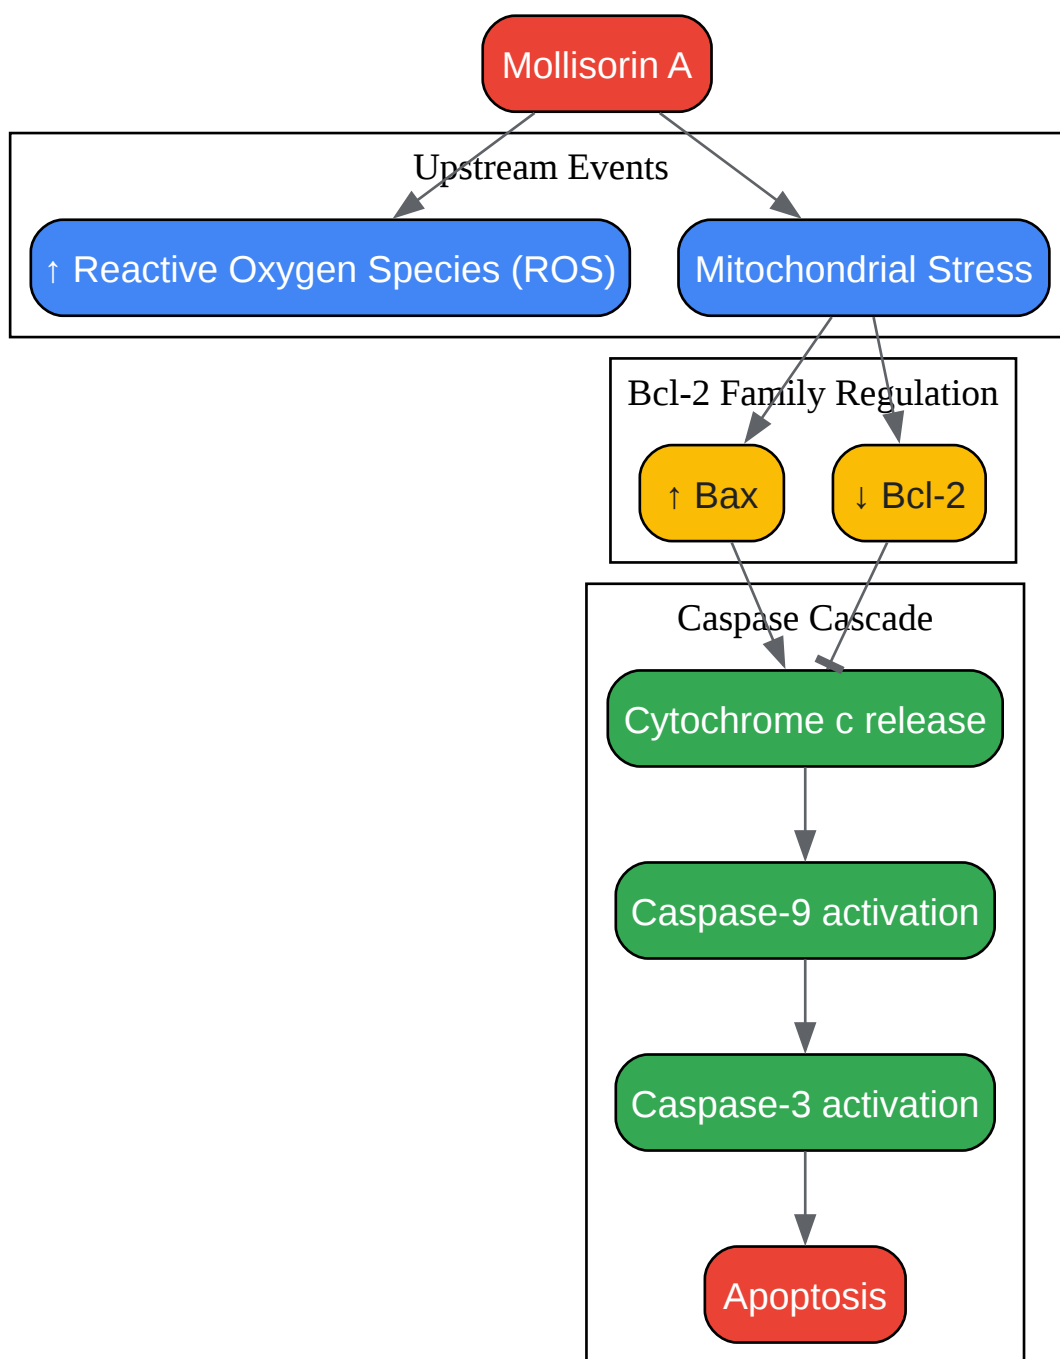 Mollisorin A
Upstream Events
↑ Reactive Oxygen Species (ROS)
Mitochondrial Stress
Bcl-2 Family Regulation
↑ Bax
↓ Bcl-2
Caspase Cascade
Cytochrome c release
Caspase-9 activation
Caspase-3 activation
Apoptosis